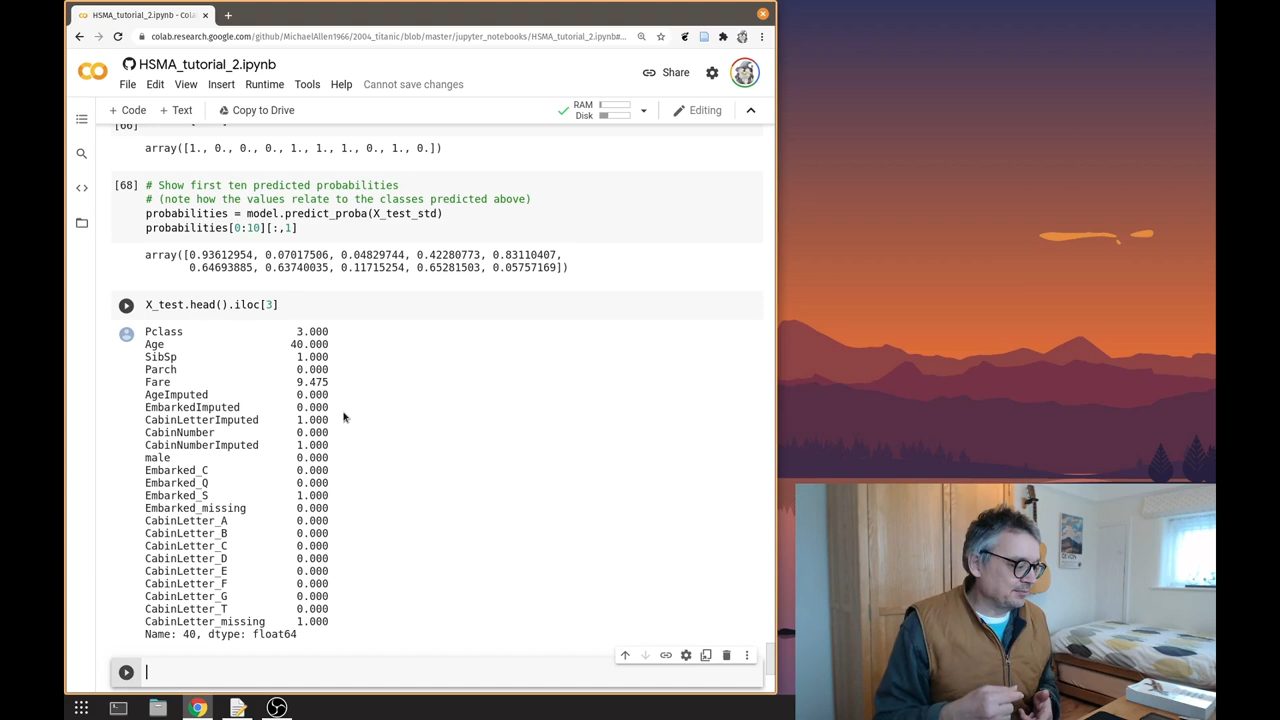 HSMA_tutorial_2.ipynb - Cola
colab.research.google.com/github/MichaelAllen1966/2004_titanic/blob/master/jupyter_notebooks/HSMA_tutorial_2.ipynb#...
HSMA_tutorial_2.ipynb
Share
File Edit View Insert Runtime Tools Help Cannot save changes
+ Code + Text Copy to Drive
RAM
Disk
Editing
[66]
array([1., 0., 0., 0., 1., 1., 1., 0., 1., 0.])
[68] # Show first ten predicted probabilities
# (note how the values relate to the classes predicted above)
probabilities = model.predict_proba(X_test_std)
probabilities[0:10][:,1]
array([0.93612954, 0.07017506, 0.04829744, 0.42280773, 0.83110407,
0.64693885, 0.63740035, 0.11715254, 0.65281503, 0.05757169])
X_test.head().iloc[3]
Pclass 3.000
Age 40.000
SibSp 1.000
Parch 0.000
Fare 9.475
AgeImputed 0.000
EmbarkedImputed 0.000
CabinLetterImputed 1.000
CabinNumber 0.000
CabinNumberImputed 1.000
male 0.000
Embarked_C 0.000
Embarked_Q 0.000
Embarked_S 1.000
Embarked_missing 0.000
CabinLetter_A 0.000
CabinLetter_B 0.000
CabinLetter_C 0.000
CabinLetter_D 0.000
CabinLetter_E 0.000
CabinLetter_F 0.000
CabinLetter_G 0.000
CabinLetter_T 0.000
CabinLetter_missing 1.000
Name: 40, dtype: float64
DEVON